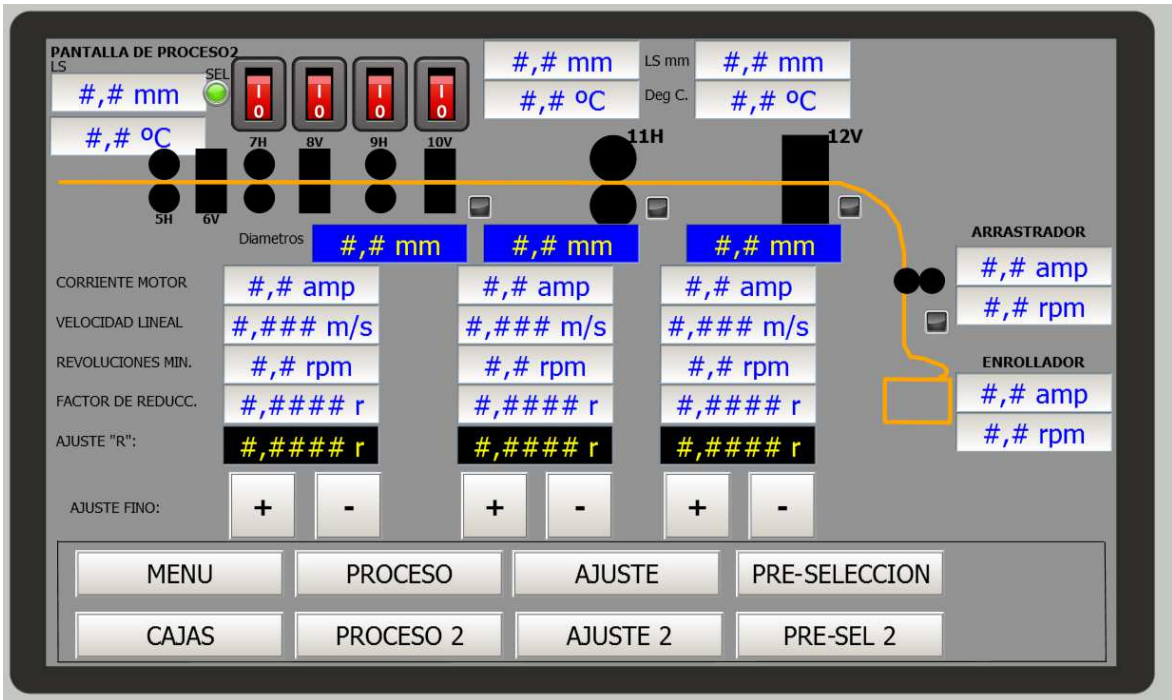 PANTALLA DE PROCESO2
LS
SEL
#,# mm
#,# ºC
I I I I
0 0 0 0
#,# mm LS mm #,# mm
#,# ºC Deg C. #,# ºC
7H 8V 9H 10V
11H 12V
5H 6V
Diametros #,# mm #,# mm #,# mm
ARRASTRADOR
#,# amp
#,# rpm
CORRIENTE MOTOR #,# amp #,# amp #,# amp
VELOCIDAD LINEAL #,### m/s #,### m/s #,### m/s
REVOLUCIONES MIN. #,# rpm #,# rpm #,# rpm
ENROLLADOR
#,# amp
#,# rpm
FACTOR DE REDUCC. #,#### r #,#### r #,#### r
AJUSTE "R": #,#### r #,#### r #,#### r
AJUSTE FINO: + - + - + -
MENU PROCESO AJUSTE PRE-SELECCION
CAJAS PROCESO 2 AJUSTE 2 PRE-SEL 2